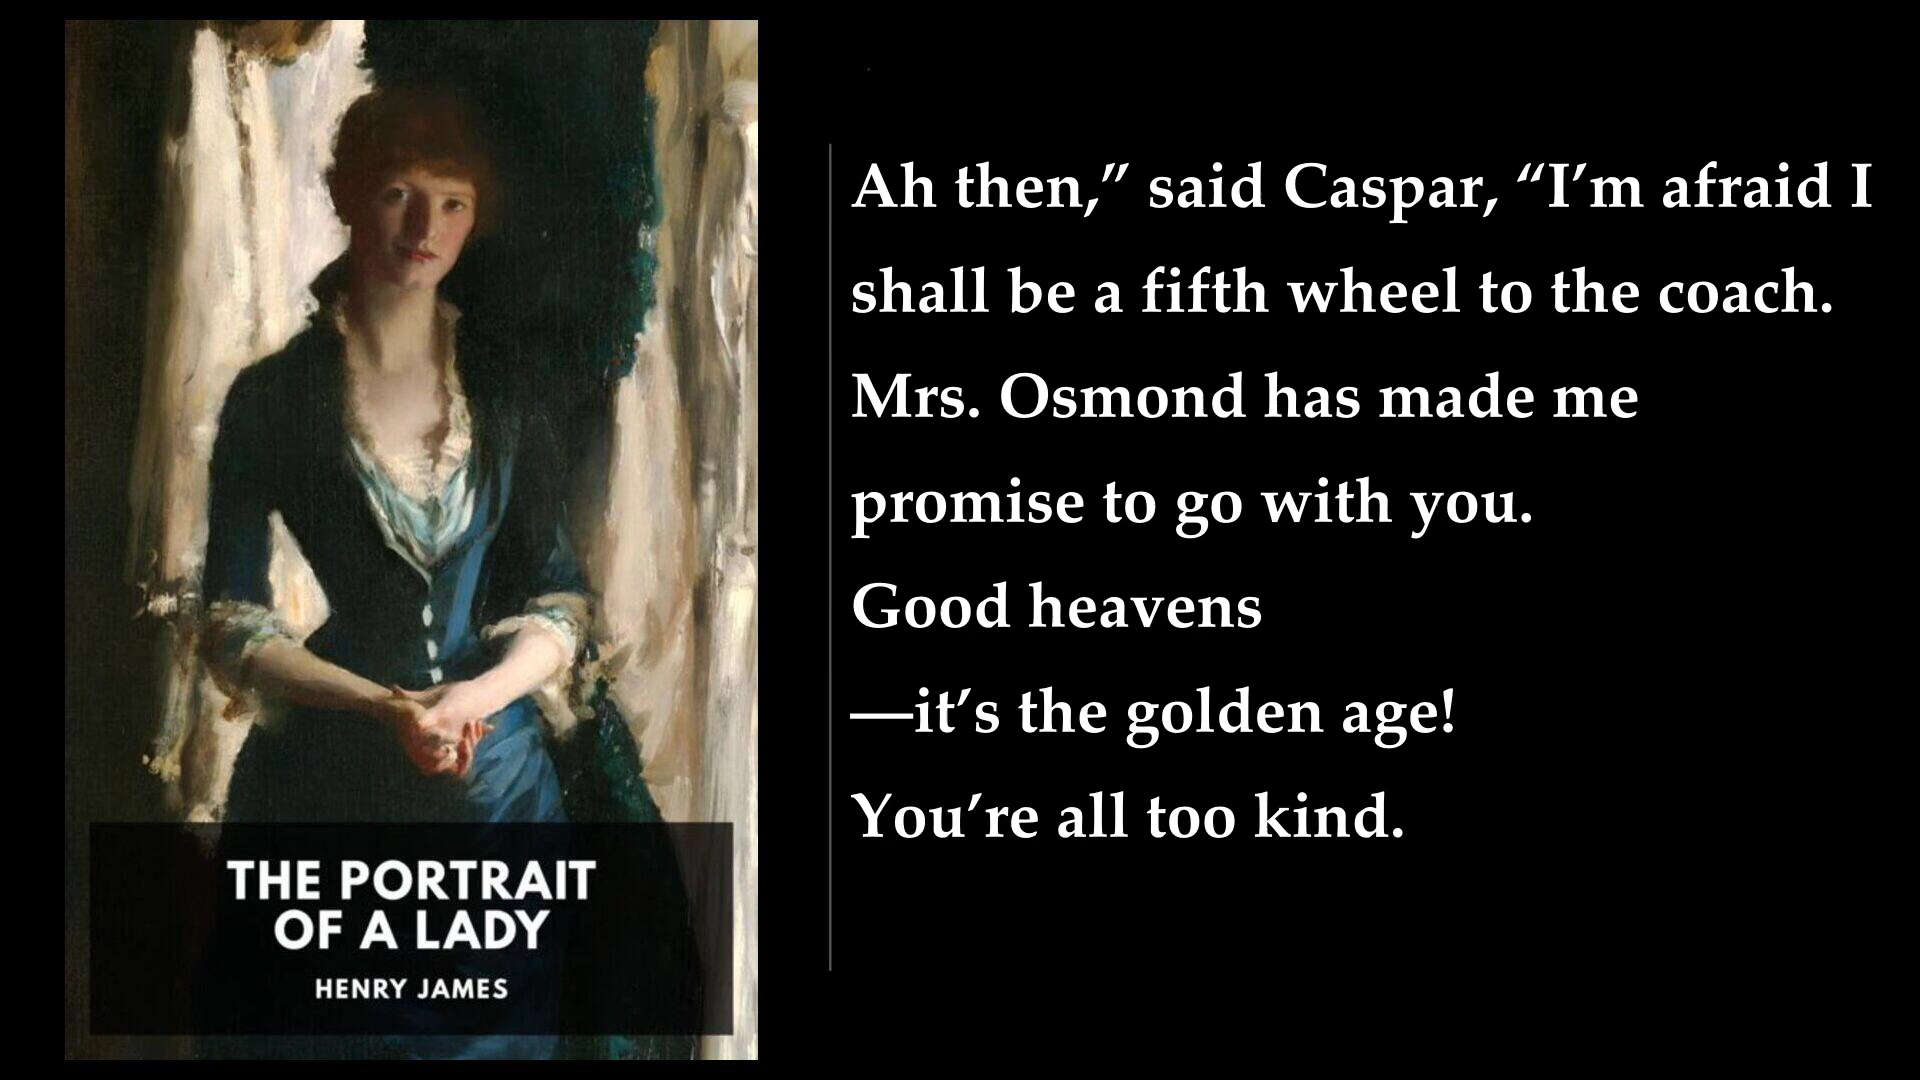 THE PORTRAIT
OF A LADY
HENRY JAMES
Ah then,” said Caspar, “I’m afraid I
shall be a fifth wheel to the coach.
Mrs. Osmond has made me
promise to go with you.
Good heavens
—it’s the golden age!
You’re all too kind.